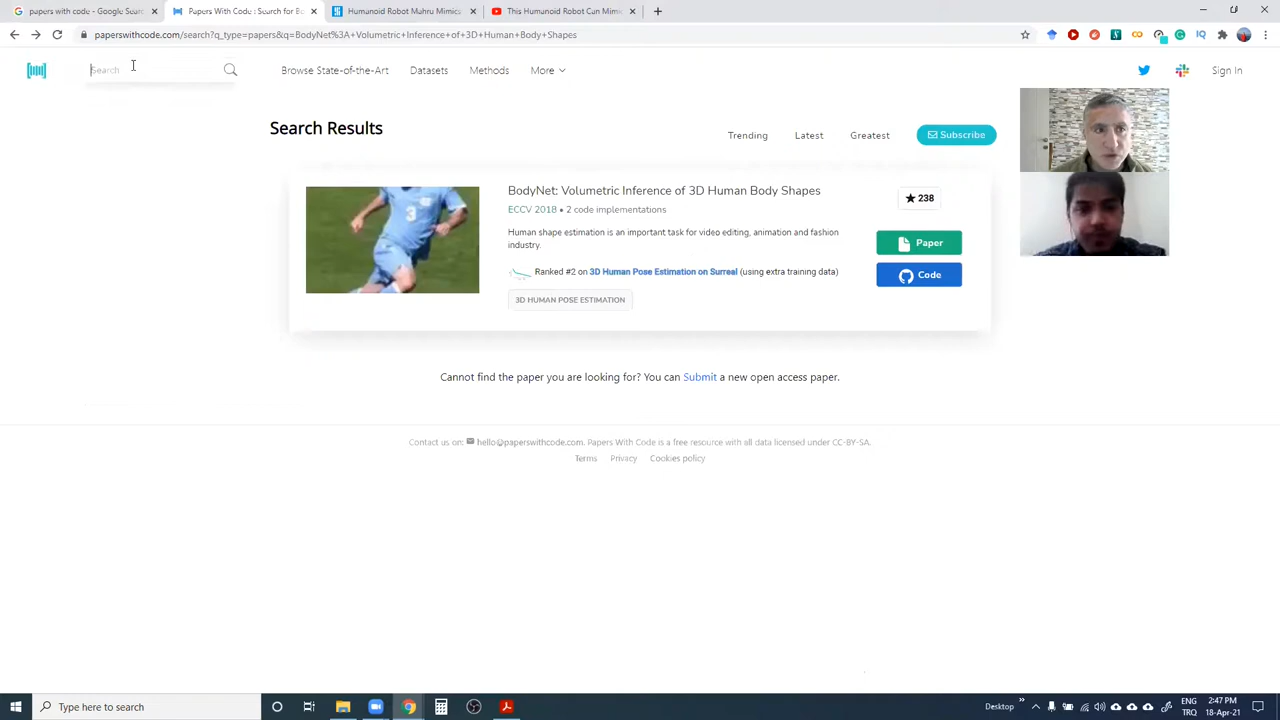 papers with code - Google Searc
Papers With Code : Search for Bo
Humanoid Robot Mahru Mimics
This Humanoid Robot Can Mimi
paperswithcode.com/search?q_type=papers&q=BodyNet%3A+Volumetric+Inference+of+3D+Human+Body+Shapes
Search
Browse State-of-the-Art
Datasets
Methods
More
Sign In
Search Results
Trending
Latest
Greatest
Subscribe
BodyNet: Volumetric Inference of 3D Human Body Shapes
238
ECCV 2018 • 2 code implementations
Human shape estimation is an important task for video editing, animation and fashion
industry.
Paper
Ranked #2 on 3D Human Pose Estimation on Surreal (using extra training data)
Code
3D HUMAN POSE ESTIMATION
3
Cannot find the paper you are looking for? You can Submit a new open access paper.
Contact us on: hello@paperswithcode.com. Papers With Code is a free resource with all data licensed under CC-BY-SA.
Terms Privacy Cookies policy
Type here to search
Desktop
ENG
TRQ
2:47 PM
18-Apr-21